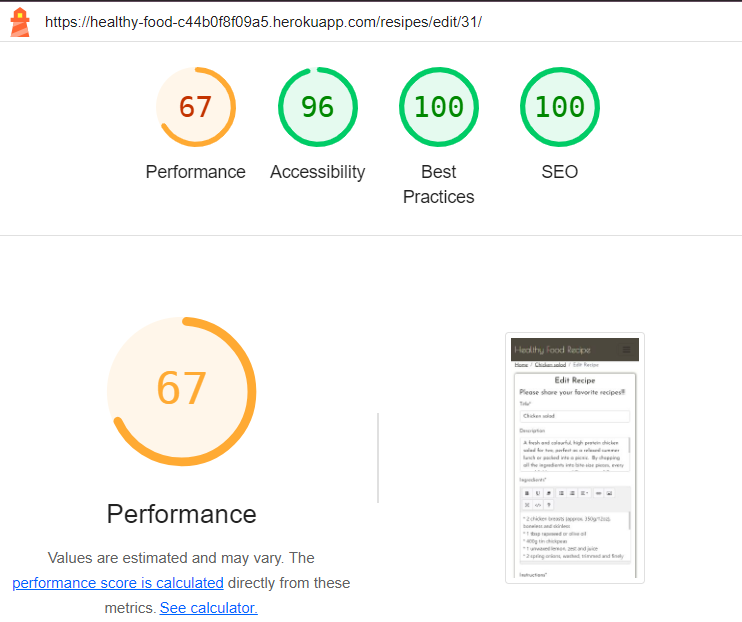 https://healthy-food-c44b0f8f09a5.herokuapp.com/resipes/edit/31/
67
96
100
100
Performance
Accessibility
Best
Practices
SEO
67
Performance
Values are estimated and may vary. The
performance score is calculated directly from these
metrics. See calculator.
Healthy Food Recipe
Home / Chicken salad / Edit Recipe
Edit Recipe
Please share your favorite recipes!!!
Title*
Chicken salad
Description
A fresh and colourful, high protein chicken
salad for two, perfect as a relaxed summer
lunch or packed into a picnic. By chopping
all the ingredients into bite size pieces, every
Ingredients*
* 2 chicken breasts (approx. 350g/12oz),
boneless and skinless
* 1 tbsp rapeseed or olive oil
* 400g tin chickpeas
* 1 unwaxed lemon, zest and juice
* 2 spring onions, washed, trimmed and finely
Instructions*